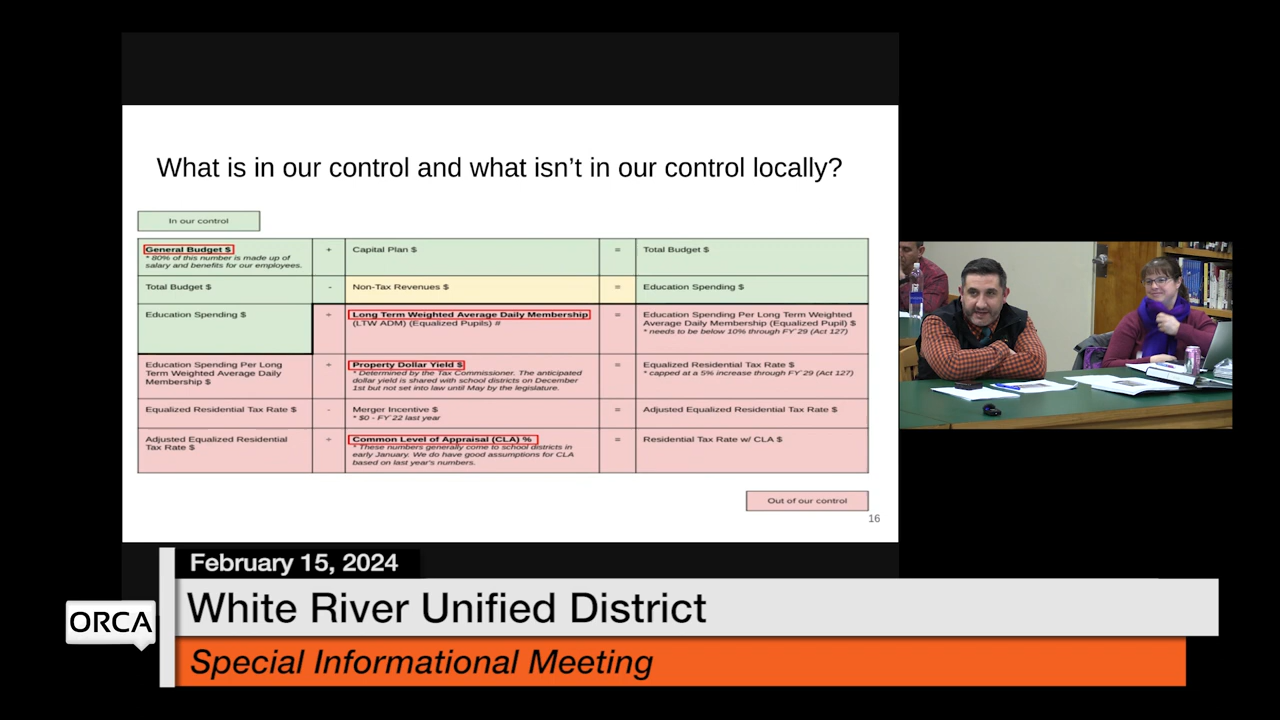 What is in our control and what isn't in our control locally?
In our control
General Budget $ + Capital Plan $ = Total Budget $
* 80% of this number is made up of
salary and benefits for our employees.
Total Budget $ - Non-Tax Revenues $ = Education Spending $
Education Spending $ ÷ Long Term Weighted Average Daily Membership = Education Spending Per Long Term Weighted
(LTW ADM) (Equalized Pupils) # Average Daily Membership (Equalized Pupil) $
* needs to be below 10% through FY'29 (Act 127)
Education Spending Per Long ÷ Property Dollar Yield $ = Equalized Residential Tax Rate $
Term Weighted Average Daily * Determined by the Tax Commissioner. The anticipated * capped at a 5% increase through FY'29 (Act 127)
Membership $ dollar yield is shared with school districts on December
1st but not set into law until May by the legislature.
Equalized Residential Tax Rate $ - Merger Incentive $ = Adjusted Equalized Residential Tax Rate $
* $0 - FY'22 last year
Adjusted Equalized Residential ÷ Common Level of Appraisal (CLA) % = Residential Tax Rate w/ CLA $
Tax Rate $ * These numbers generally come to school districts in
early January. We do have good assumptions for CLA
based on last year's numbers.
Out of our control
16
February 15, 2024
White River Unified District
ORCA
Special Informational Meeting